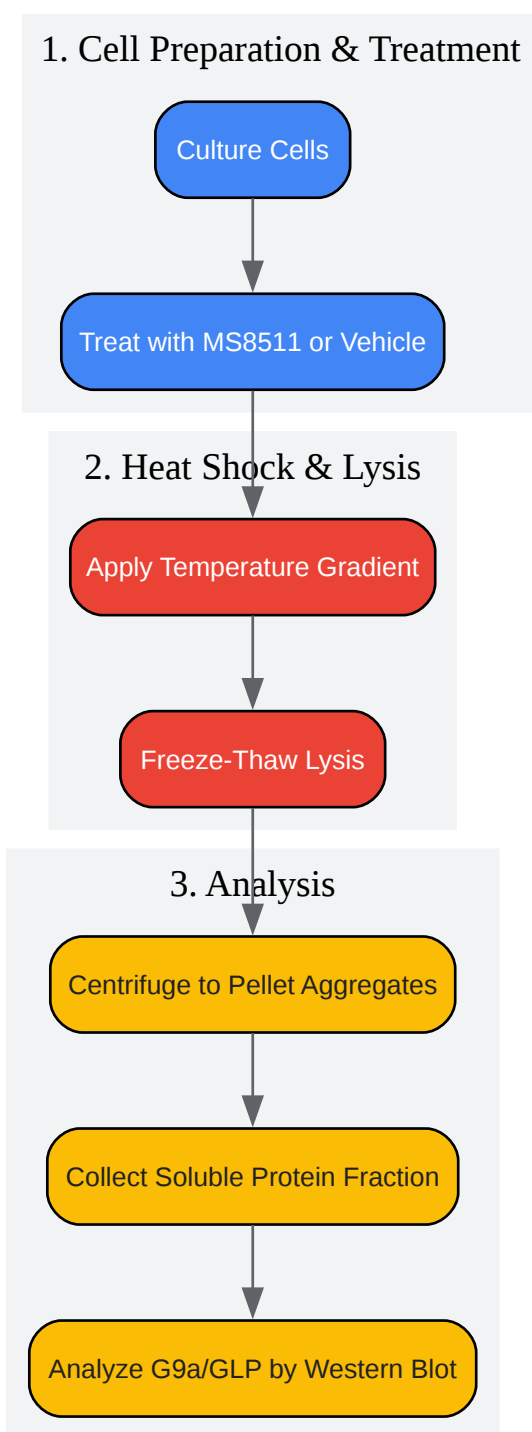 1. Cell Preparation & Treatment
Culture Cells
Treat with MS8511 or Vehicle
2. Heat Shock & Lysis
Apply Temperature Gradient
Freeze-Thaw Lysis
3. Analysis
Centrifuge to Pellet Aggregates
Collect Soluble Protein Fraction
Analyze G9a/GLP by Western Blot